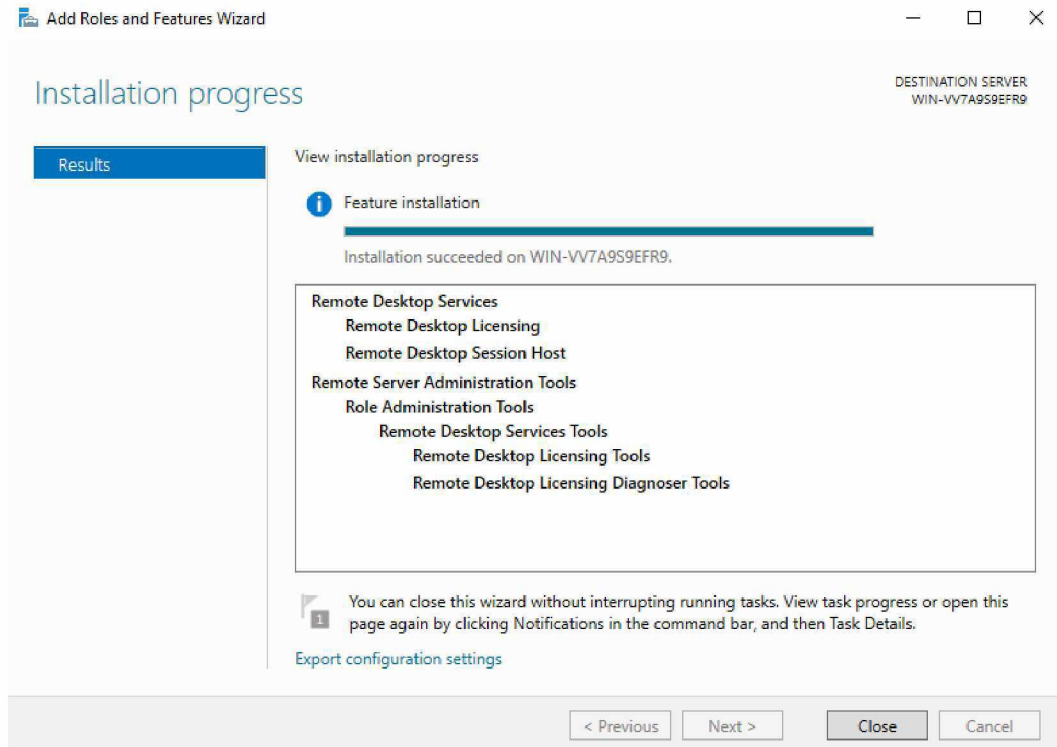 Add Roles and Features Wizard
Installation progress
DESTINATION SERVER
WIN-VV7A9S9EFR9
Results
View installation progress
Feature installation
Installation succeeded on WIN-VV7A9S9EFR9.
Remote Desktop Services
Remote Desktop Licensing
Remote Desktop Session Host
Remote Server Administration Tools
Role Administration Tools
Remote Desktop Services Tools
Remote Desktop Licensing Tools
Remote Desktop Licensing Diagnoser Tools
1
You can close this wizard without interrupting running tasks. View task progress or open this
page again by clicking Notifications in the command bar, and then Task Details.
Export configuration settings
< Previous
Next >
Close
Cancel